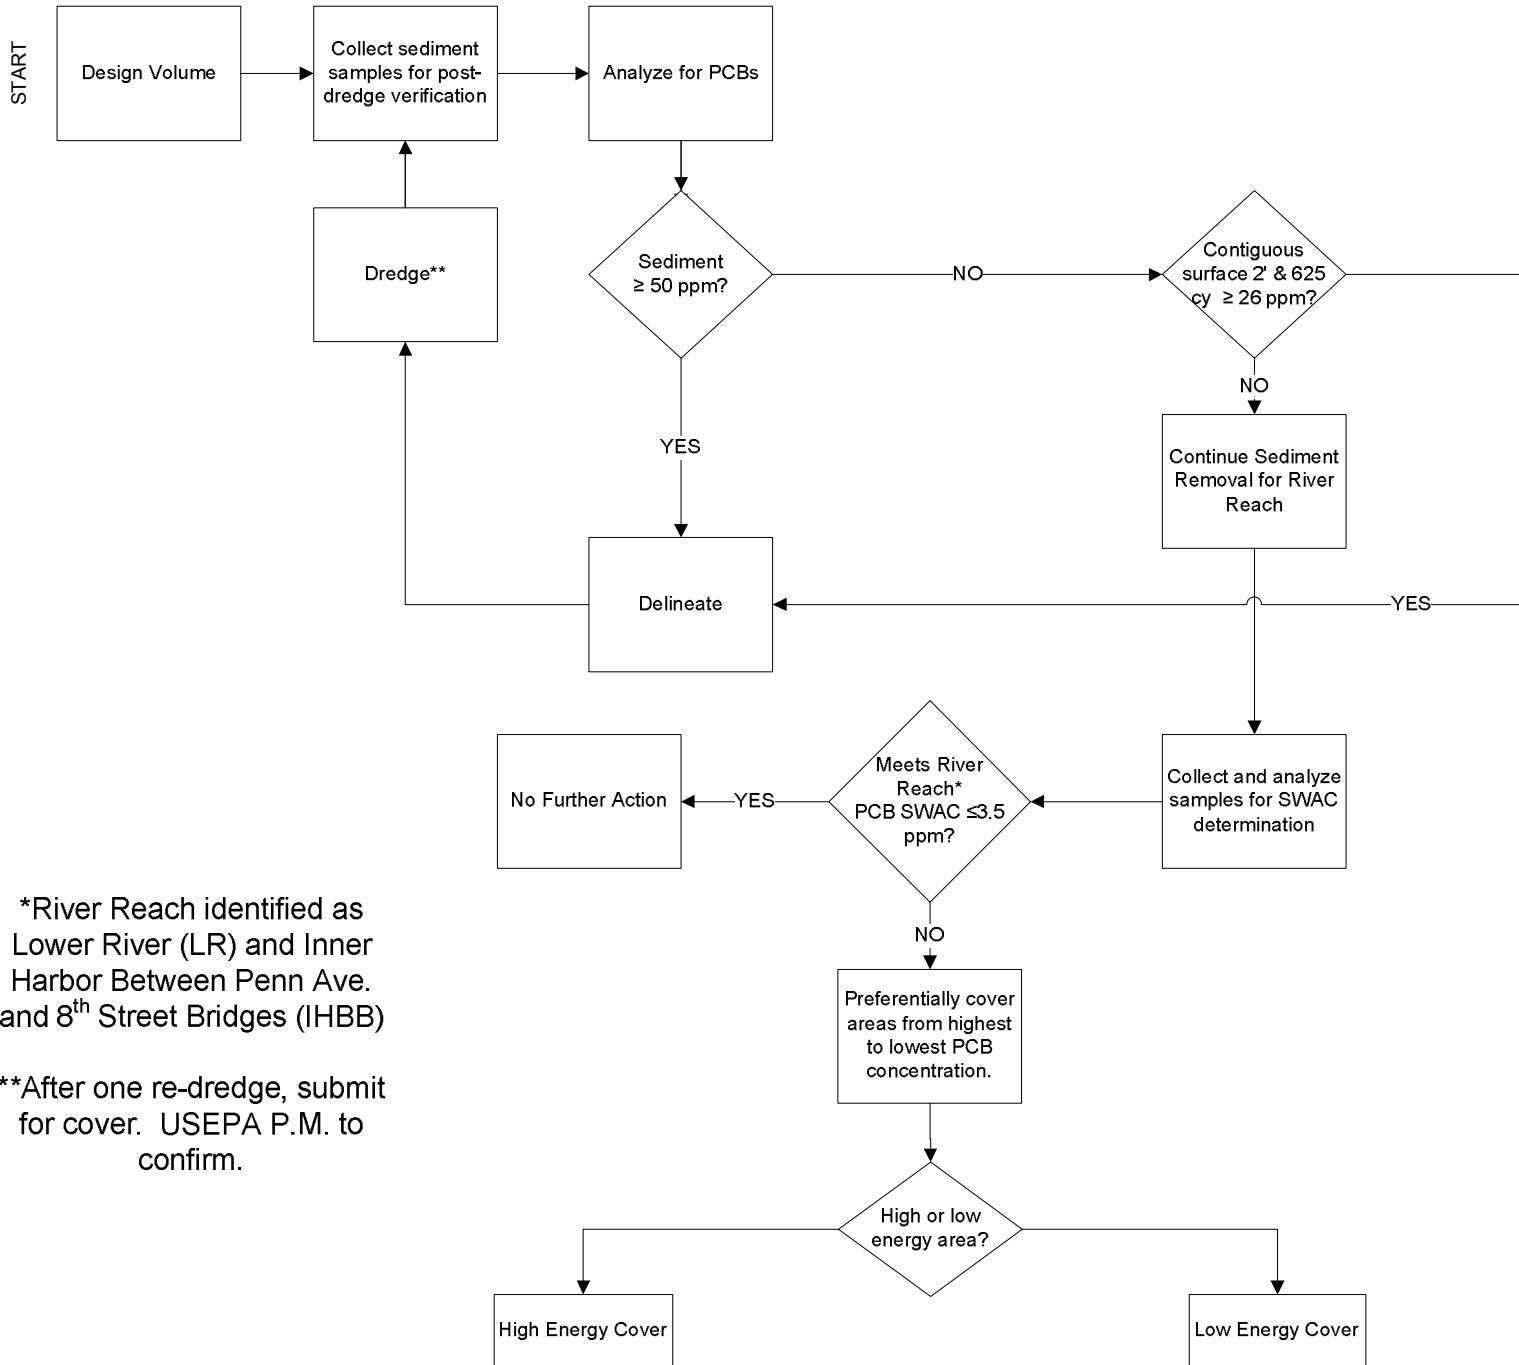 START
Design Volume
Collect sediment
samples for post-
dredge verification
Analyze for PCBs
Dredge**
Sediment
≥ 50 ppm?
NO
Contiguous
surface 2' & 625
cy ≥ 26 ppm?
NO
YES
Continue Sediment
Removal for River
Reach
Delineate
YES
No Further Action
YES
Meets River
Reach*
PCB SWAC ≤3.5
ppm?
Collect and analyze
samples for SWAC
determination
NO
*River Reach identified as
Lower River (LR) and Inner
Harbor Between Penn Ave.
and 8th Street Bridges (IHBB)
Preferentially cover
areas from highest
to lowest PCB
concentration.
**After one re-dredge, submit
for cover. USEPA P.M. to
confirm.
High or low
energy area?
High Energy Cover
Low Energy Cover